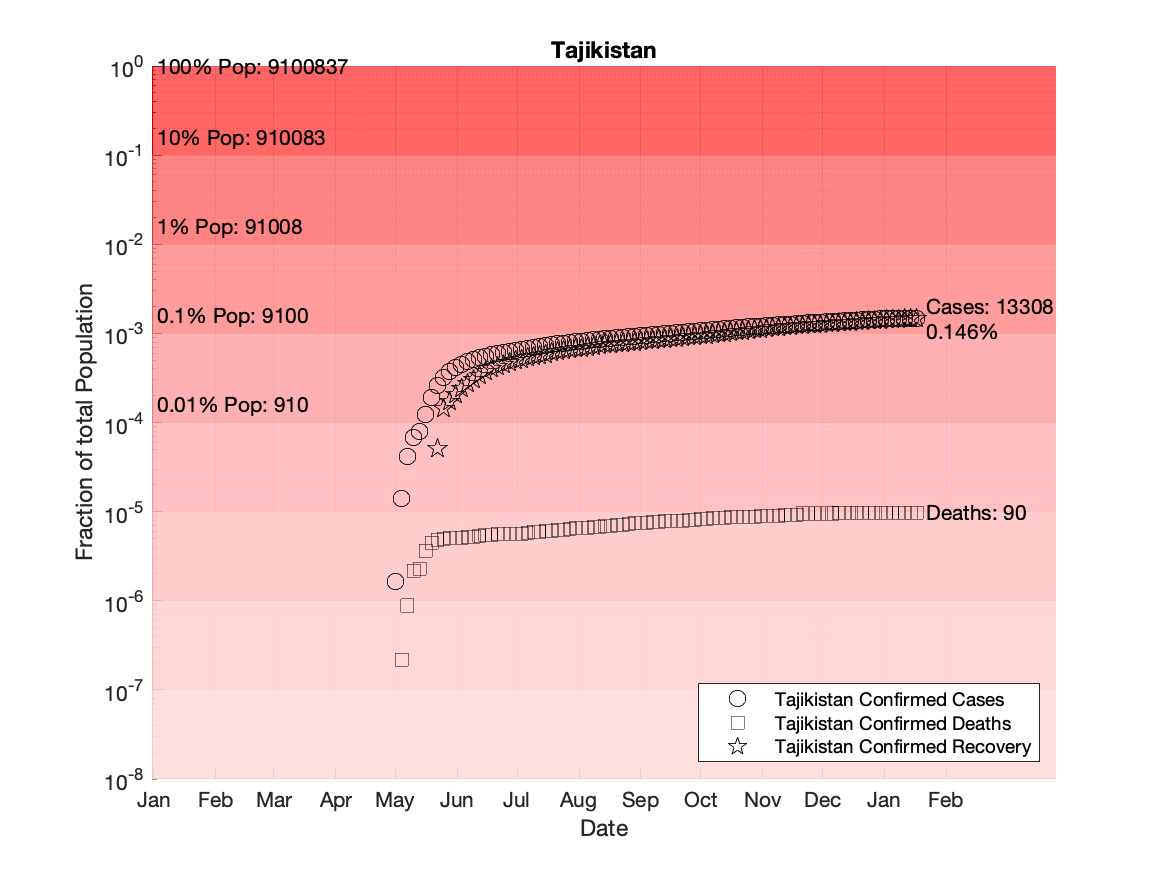 Tajikistan
Fraction of total Population
10^0
10^-1
10^-2
10^-3
10^-4
10^-5
10^-6
10^-7
10^-8
100% Pop: 9100837
10% Pop: 910083
1% Pop: 91008
0.1% Pop: 9100
0.01% Pop: 910
Cases: 13308
0.146%
Deaths: 90
Tajikistan Confirmed Cases
Tajikistan Confirmed Deaths
Tajikistan Confirmed Recovery
Jan Feb Mar Apr May Jun Jul Aug Sep Oct Nov Dec Jan Feb
Date